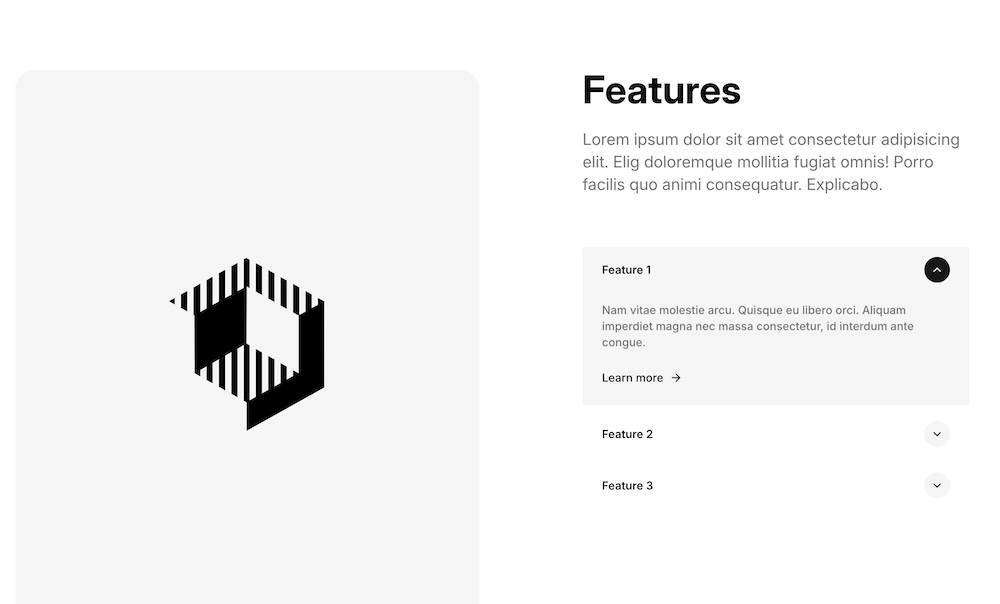 Features
Lorem ipsum dolor sit amet consectetur adipisicing
elit. Elig doloremque mollitia fugiat omnis! Porro
facilis quo animi consequatur. Explicabo.
Feature 1
Nam vitae molestie arcu. Quisque eu libero orci. Aliquam
imperdiet magna nec massa consectetur, id interdum ante
congue.
Learn more
Feature 2
Feature 3